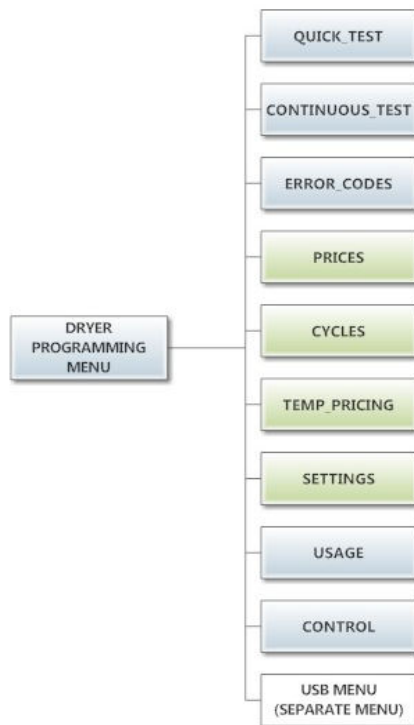 QUICK_TEST
CONTINUOUS_TEST
ERROR_CODES
PRICES
DRYER
PROGRAMMING
MENU
CYCLES
TEMP_PRICING
SETTINGS
USAGE
CONTROL
USB MENU
(SEPARATE MENU)